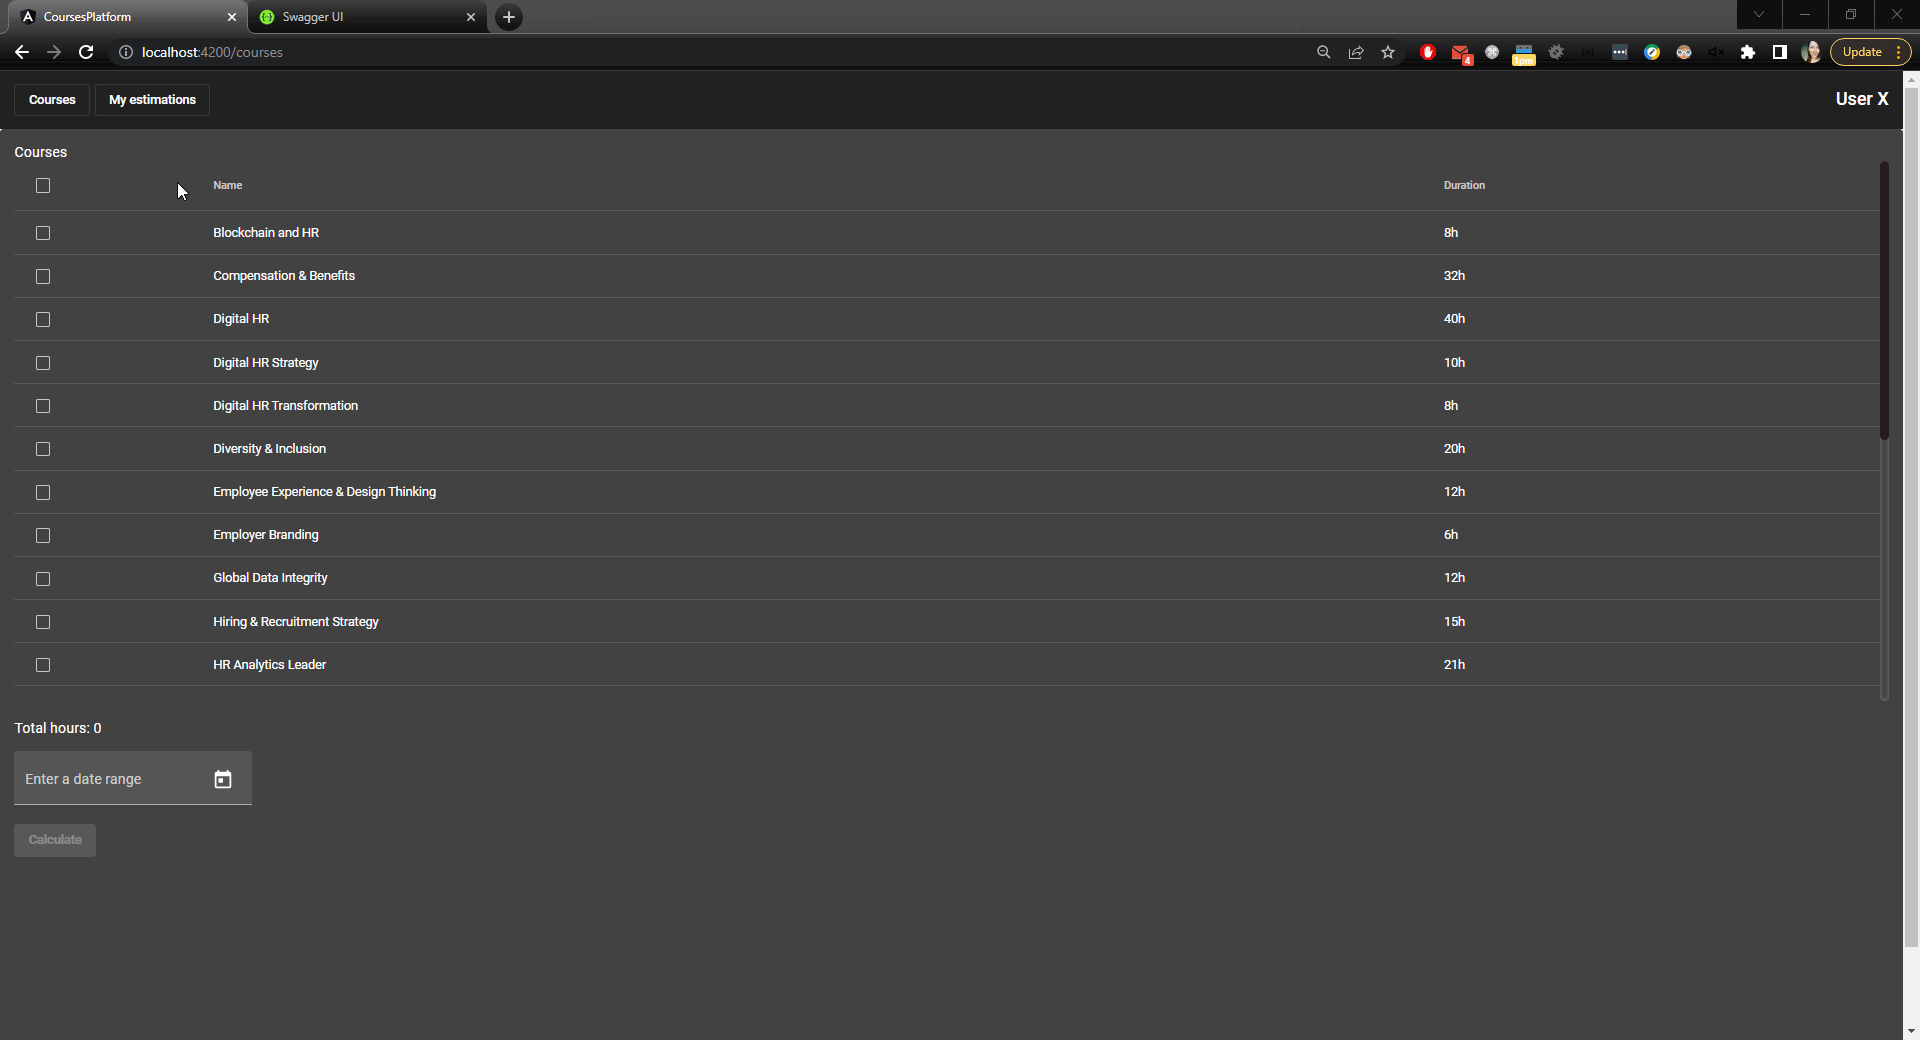 CoursesPlatform
Swagger UI
localhost:4200/courses
4
1pm
Update
Courses
My estimations
User X
Courses
Name Duration
Blockchain and HR 8h
Compensation & Benefits 32h
Digital HR 40h
Digital HR Strategy 10h
Digital HR Transformation 8h
Diversity & Inclusion 20h
Employee Experience & Design Thinking 12h
Employer Branding 6h
Global Data Integrity 12h
Hiring & Recruitment Strategy 15h
HR Analytics Leader 21h
Total hours: 0
Enter a date range
Calculate